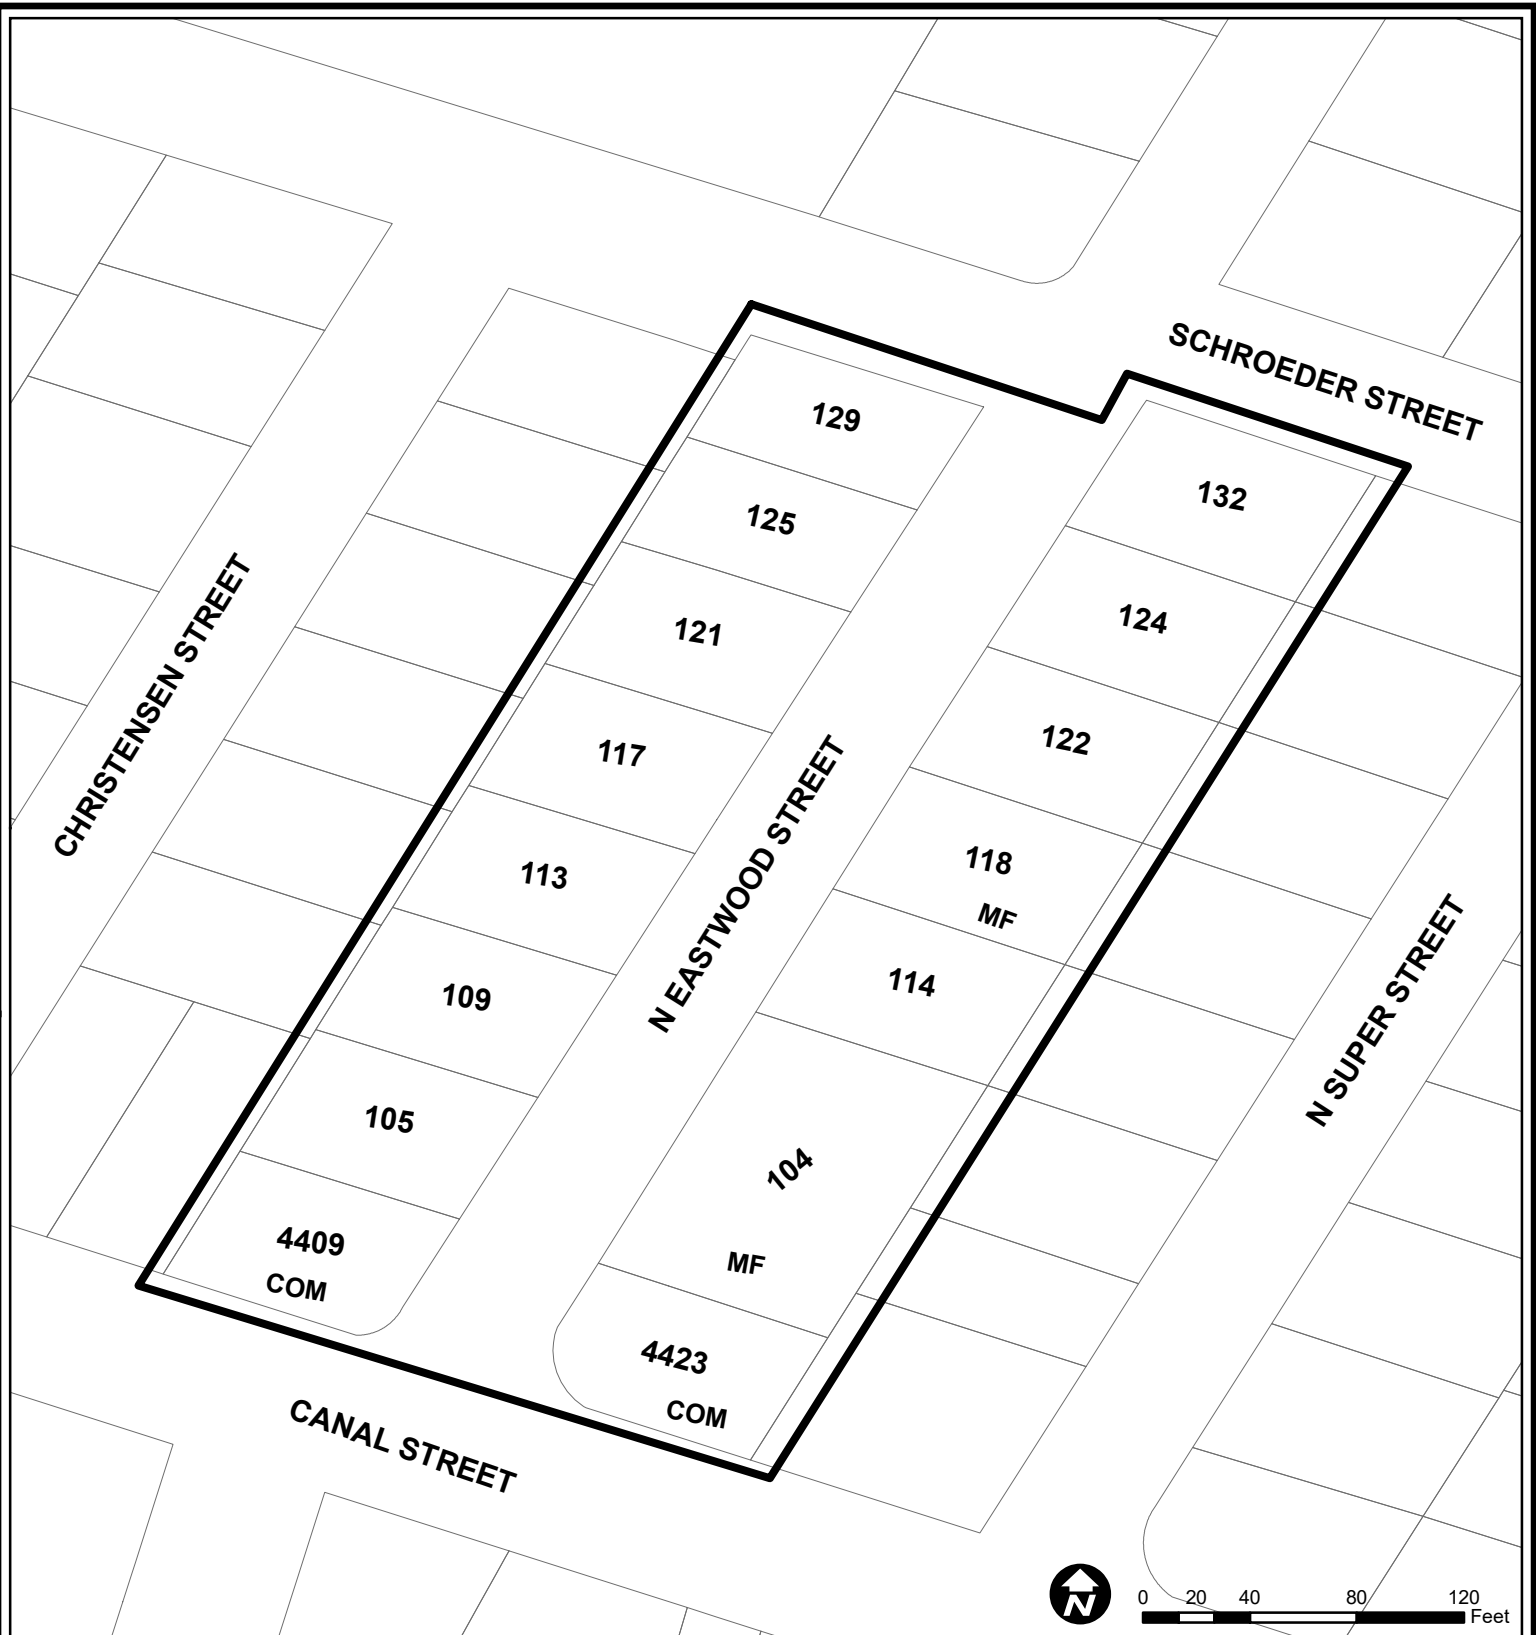 SCHROEDER STREET
129
132
125
124
121
122
117
118
MF
113
114
109
105
104
MF
4409
COM
4423
COM
CHRISTENSEN STREET
N EASTWOOD STREET
N SUPER STREET
CANAL STREET
N
0 20 40 80 120
Feet